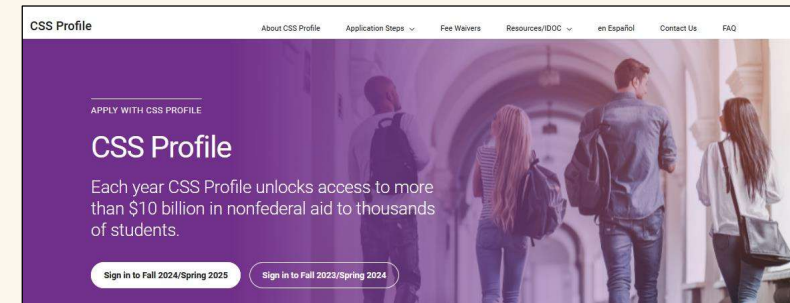 CSS Profile
About CSS Profile Application Steps Fee Waivers Resources/IDOC en Español Contact Us FAQ
APPLY WITH CSS PROFILE
CSS Profile
Each year CSS Profile unlocks access to more
than $10 billion in nonfederal aid to thousands
of students.
Sign in to Fall 2024/Spring 2025 Sign in to Fall 2023/Spring 2024